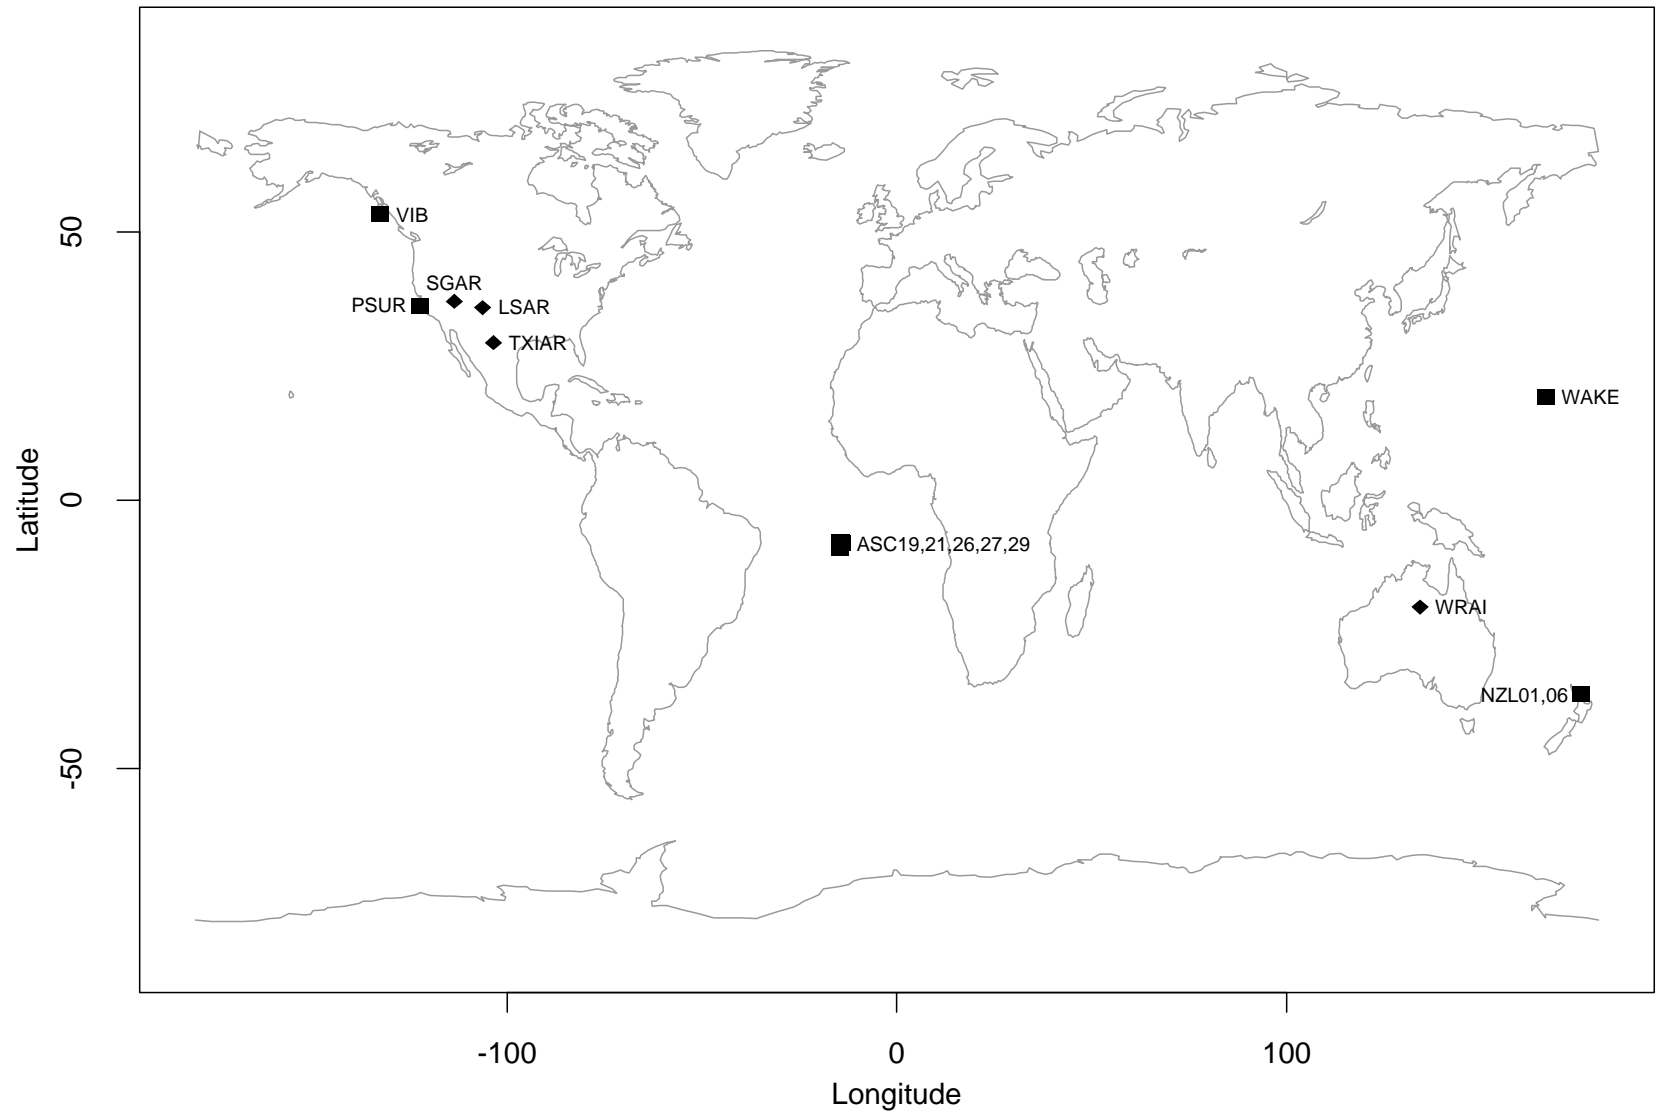 VIB
SGAR
PSUR
LSAR
TXIAR
WAKE
ASC19,21,26,27,29
WRAI
NZL01,06
50
0
-50
Latitude
-100
0
100
Longitude